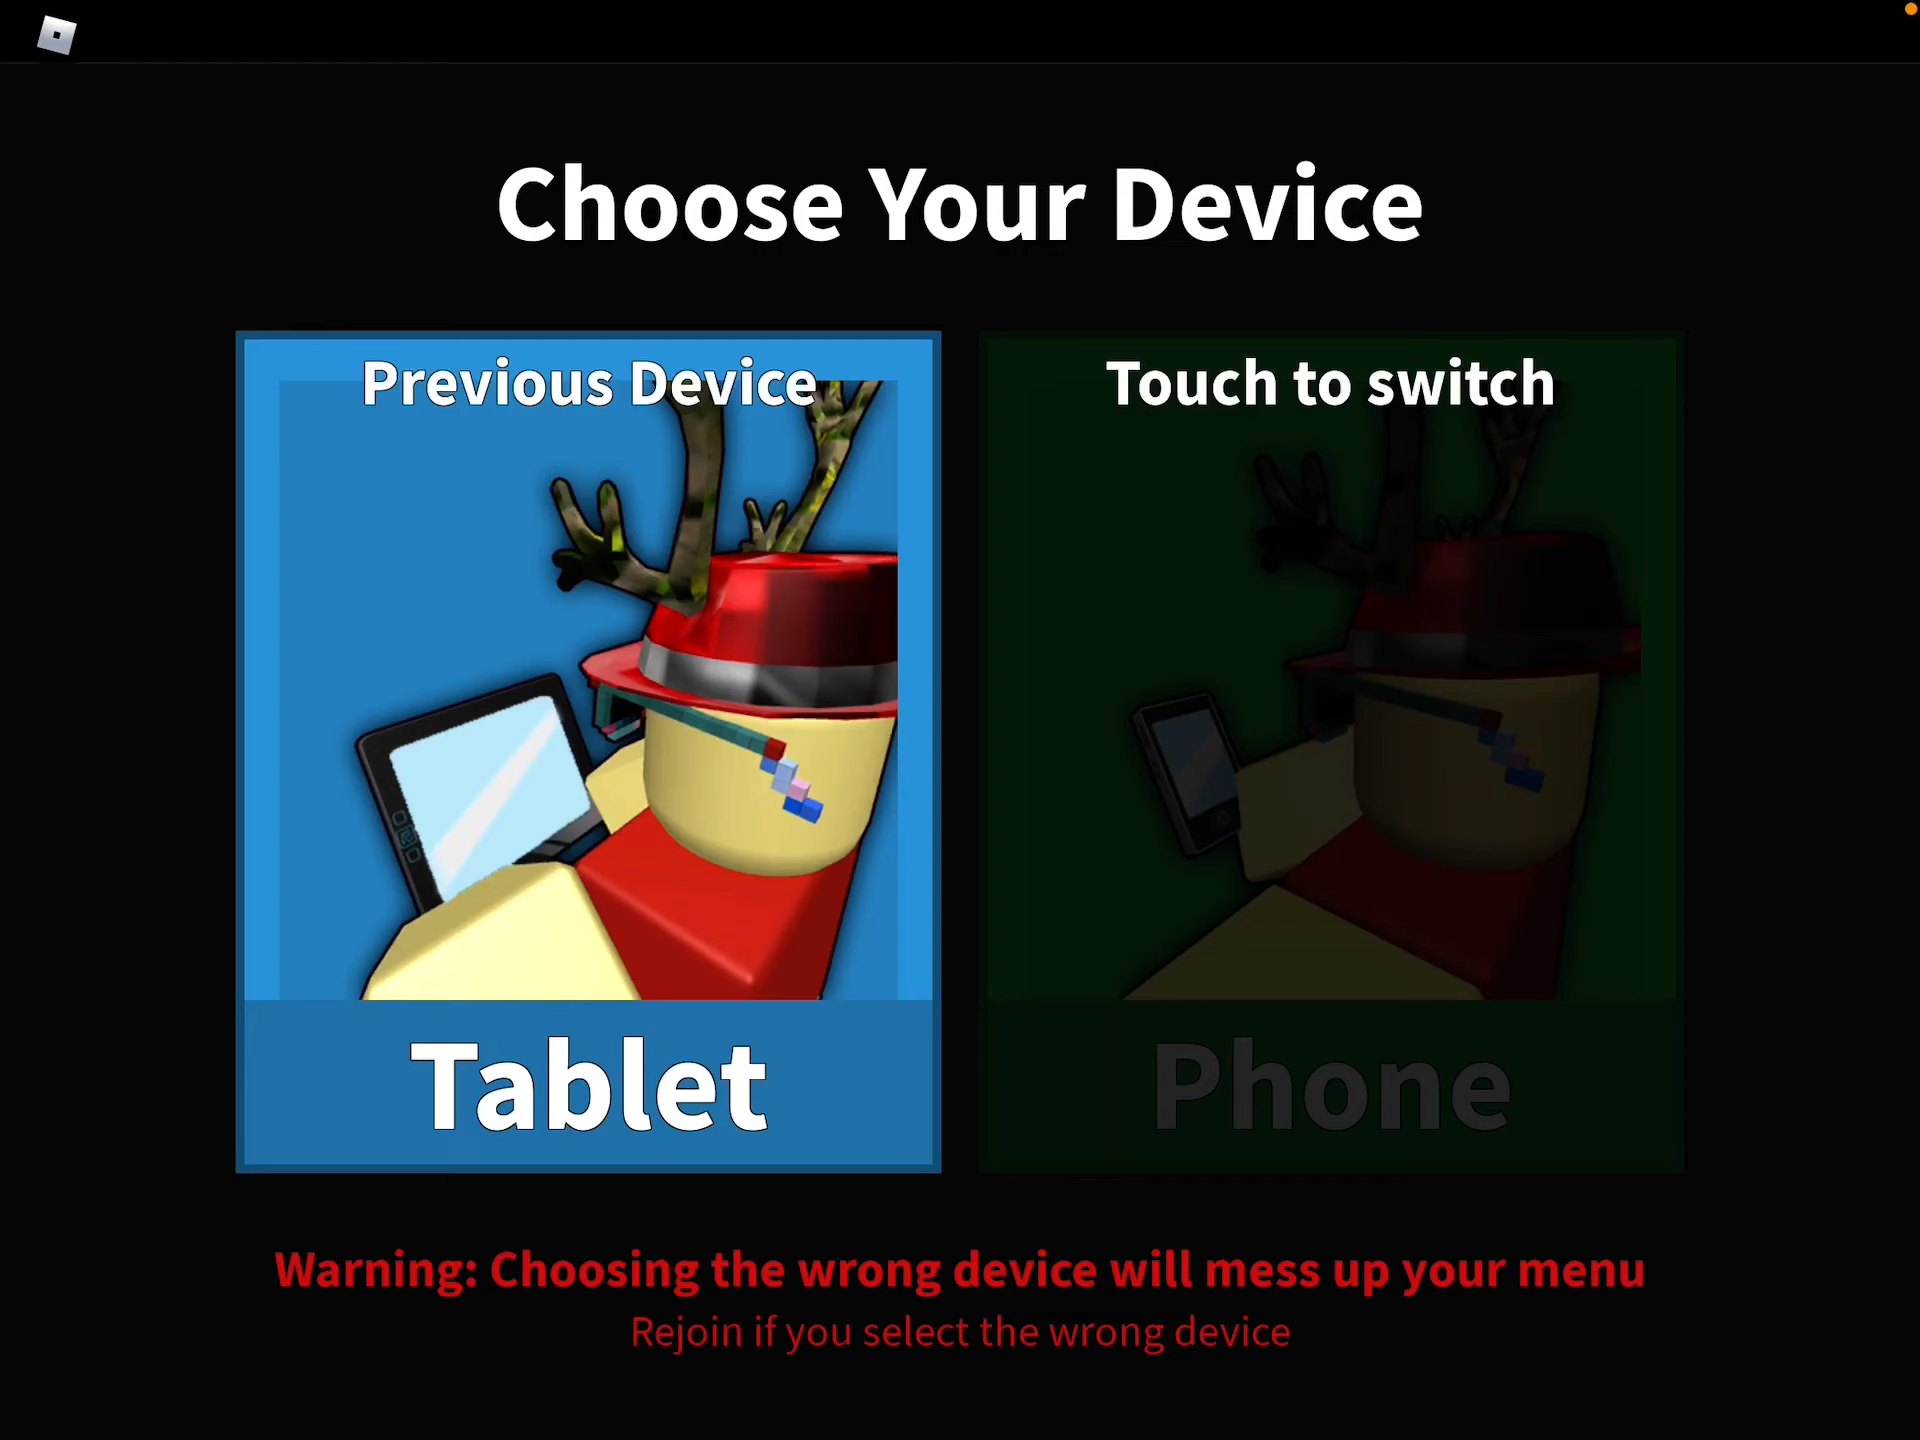 Choose Your Device
Previous Device
Touch to switch
Tablet
Phone
Warning: Choosing the wrong device will mess up your menu
Rejoin if you select the wrong device